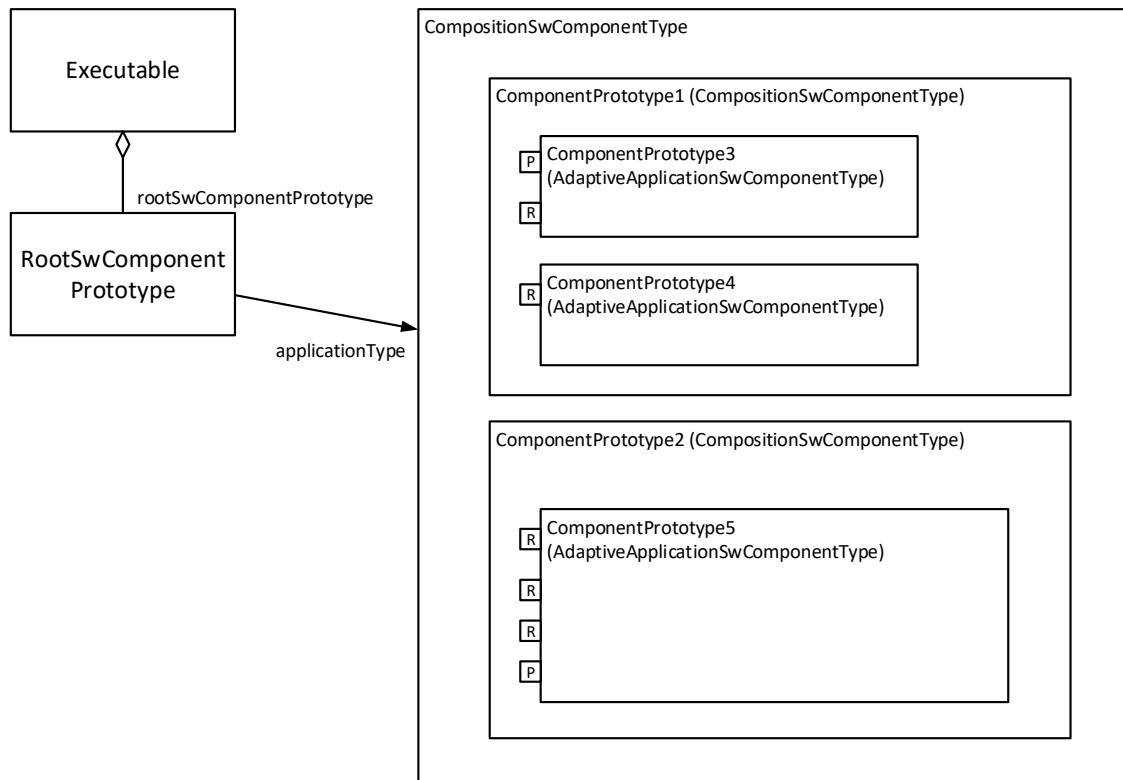 Executable
rootSwComponentPrototype
RootSwComponent
Prototype
applicationType
CompositionSwComponentType
ComponentPrototype1 (CompositionSwComponentType)
P
ComponentPrototype3
(AdaptiveApplicationSwComponentType)
R
R
ComponentPrototype4
(AdaptiveApplicationSwComponentType)
ComponentPrototype2 (CompositionSwComponentType)
R
ComponentPrototype5
(AdaptiveApplicationSwComponentType)
R
R
P